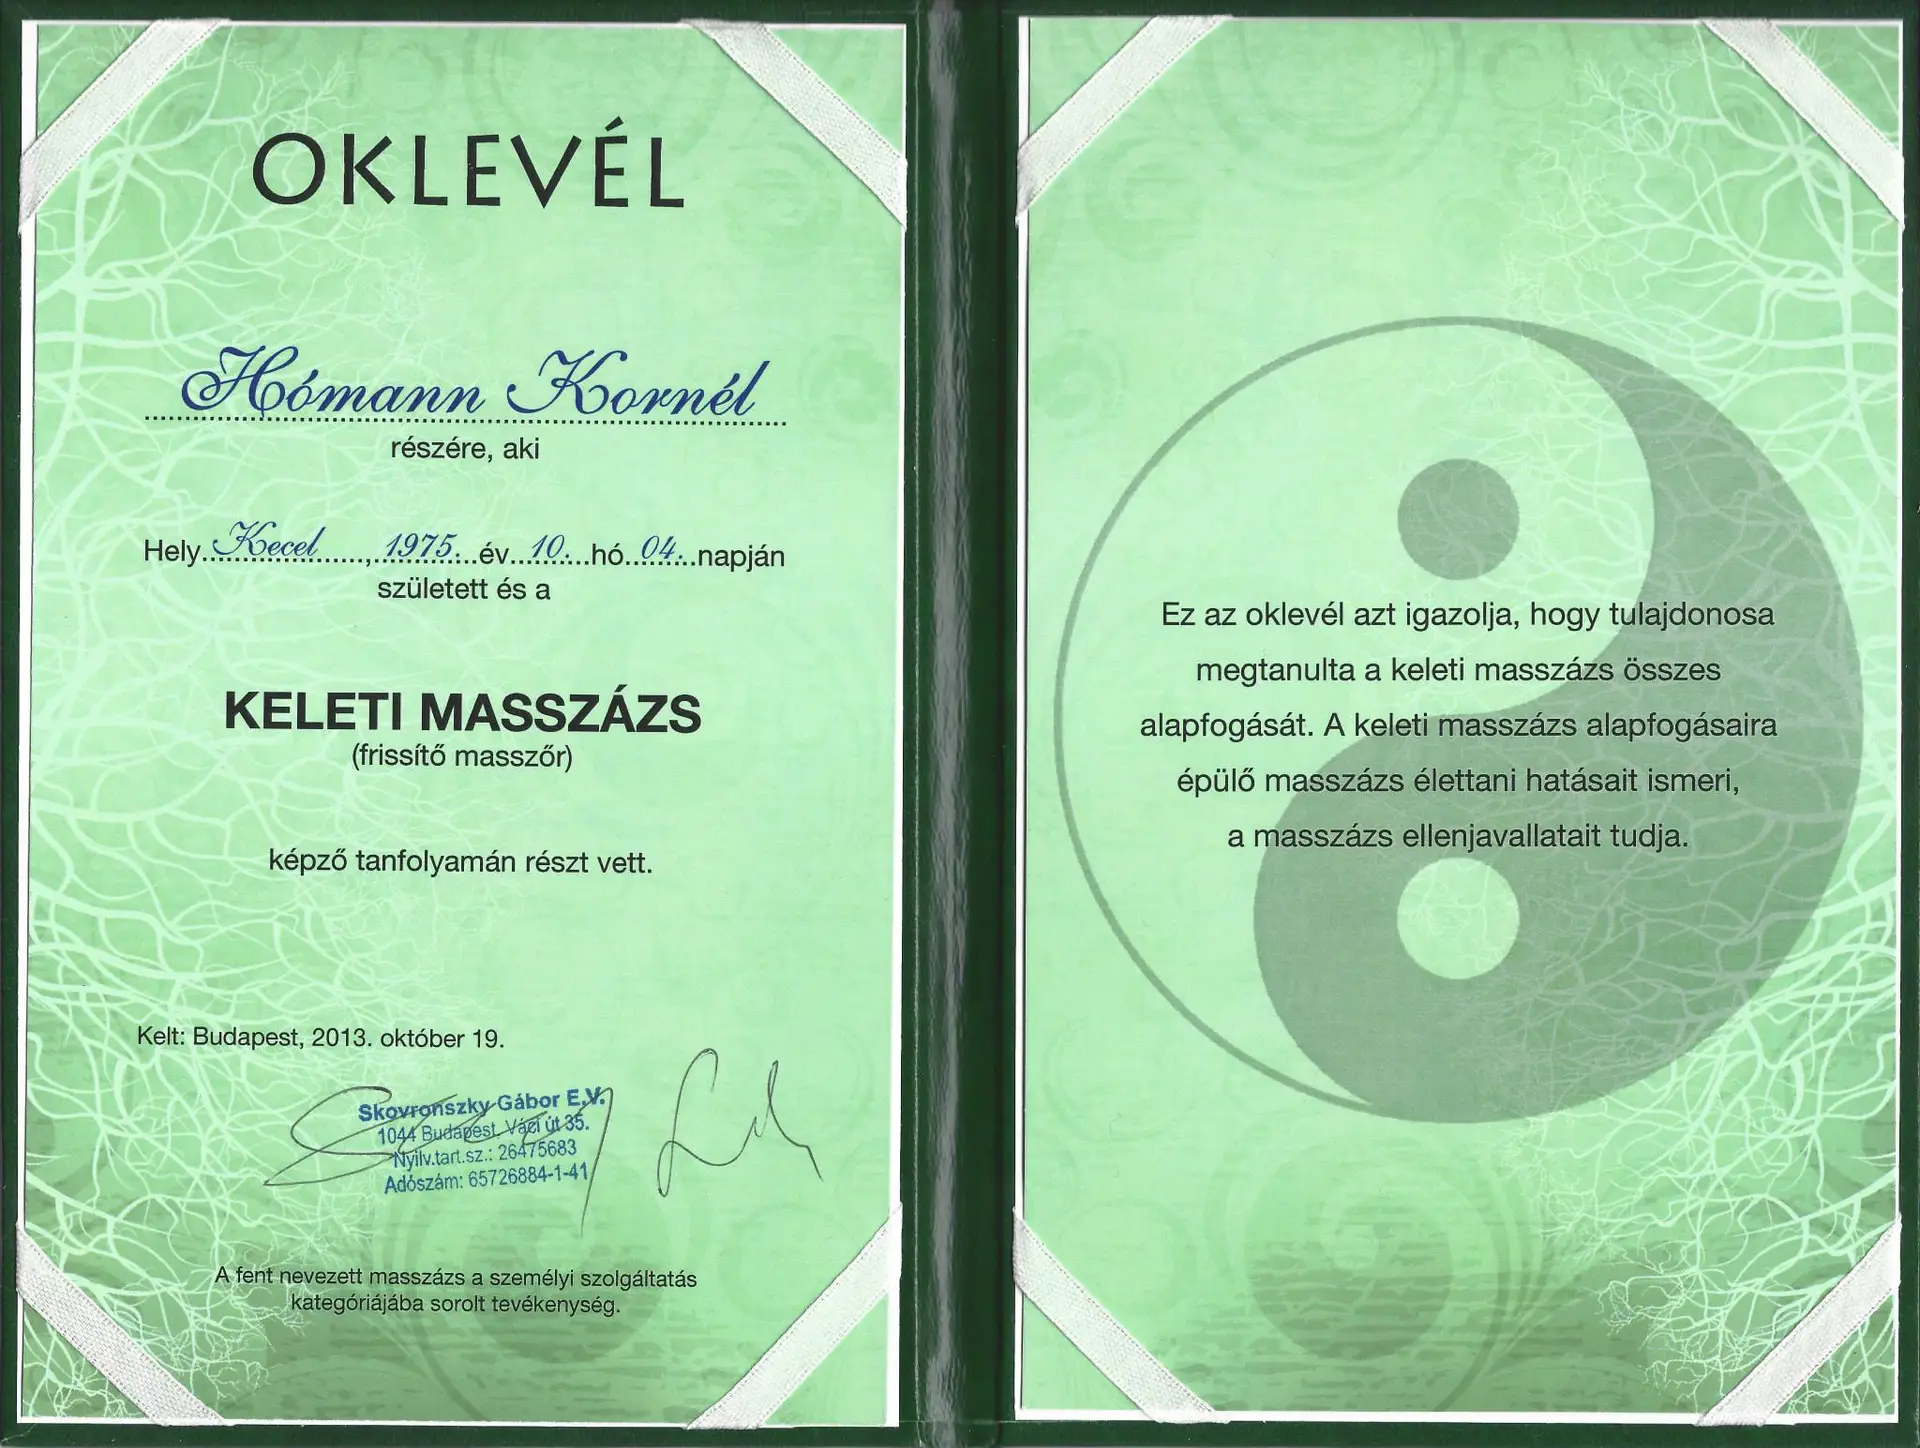 OKLEVÉL
Hómann Kornél
részére, aki
Hely..Kecel......,..1975..év..10...hó..04..napján
született és a
KELETI MASSZÁZS
(frissítő masszőr)
képző tanfolyamán részt vett.
Kelt: Budapest, 2013. október 19.
Skovronszky Gábor E.V.
1044 Budapest, Váci út 35.
Nyilv.tart.sz.: 26475683
Adószám: 65726884-1-41
A fent nevezett masszázs a személyi szolgáltatás
kategóriájába sorolt tevékenység.
Ez az oklevél azt igazolja, hogy tulajdonosa
megtanulta a keleti masszázs összes
alapfogását. A keleti masszázs alapfogásaira
épülő masszázs élettani hatásait ismeri,
a masszázs ellenjavallatait tudja.